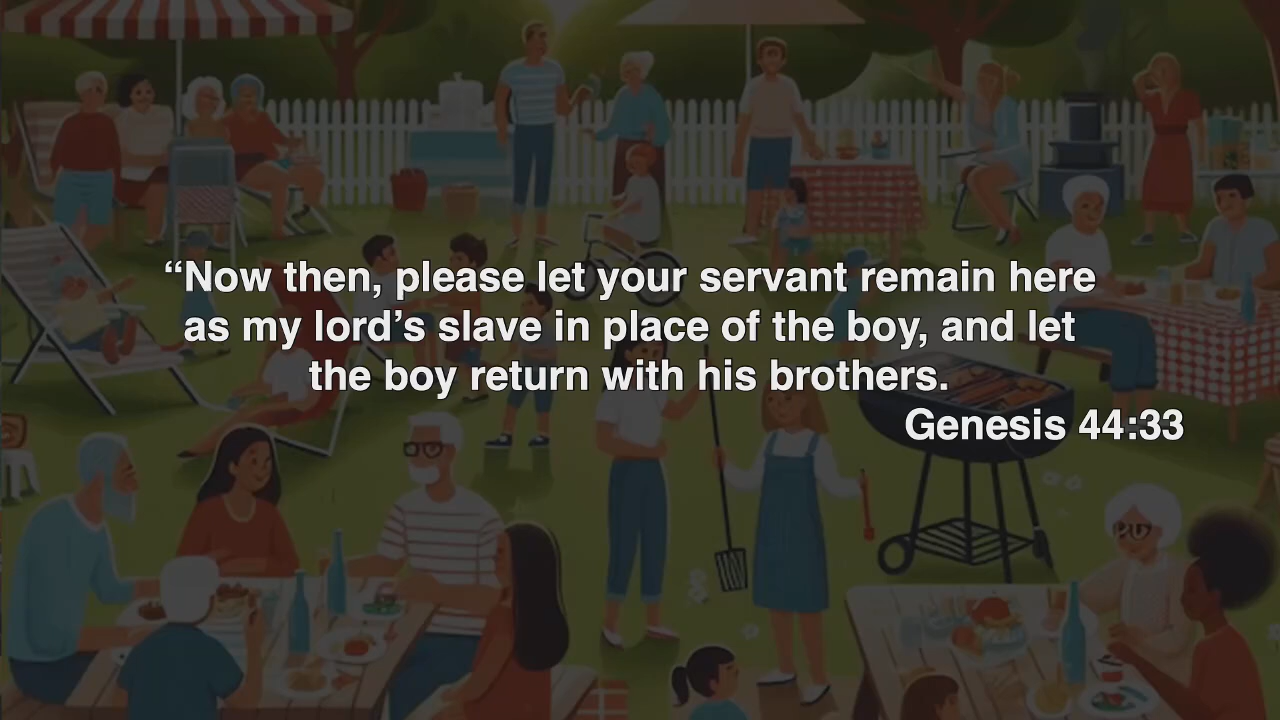 “Now then, please let your servant remain here
as my lord’s slave in place of the boy, and let
the boy return with his brothers.
Genesis 44:33